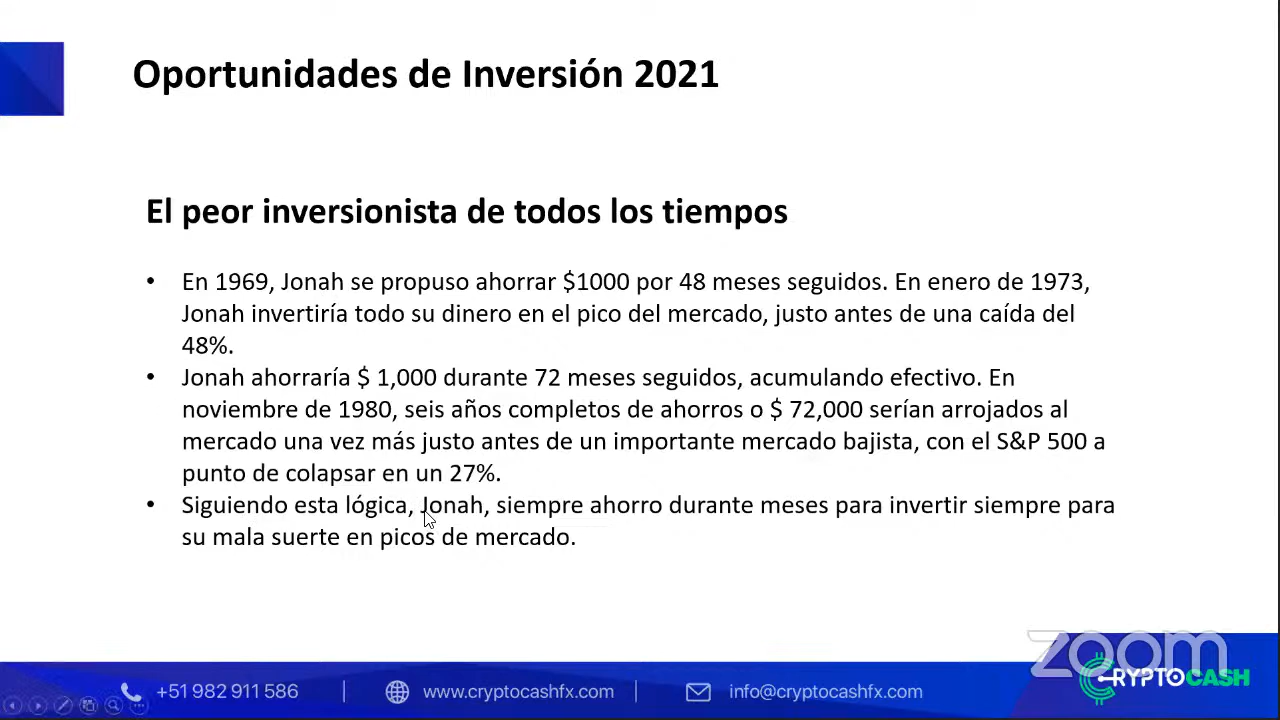 Oportunidades de Inversión 2021
El peor inversionista de todos los tiempos
• En 1969, Jonah se propuso ahorrar $1000 por 48 meses seguidos. En enero de 1973,
Jonah invertiría todo su dinero en el pico del mercado, justo antes de una caída del
48%.
• Jonah ahorraría $ 1,000 durante 72 meses seguidos, acumulando efectivo. En
noviembre de 1980, seis años completos de ahorros o $ 72,000 serían arrojados al
mercado una vez más justo antes de un importante mercado bajista, con el S&P 500 a
punto de colapsar en un 27%.
• Siguiendo esta lógica, Jonah, siempre ahorro durante meses para invertir siempre para
su mala suerte en picos de mercado.
zoom
+51 982 911 586
www.cryptocashfx.com
info@cryptocashfx.com
CRYPTOCASH